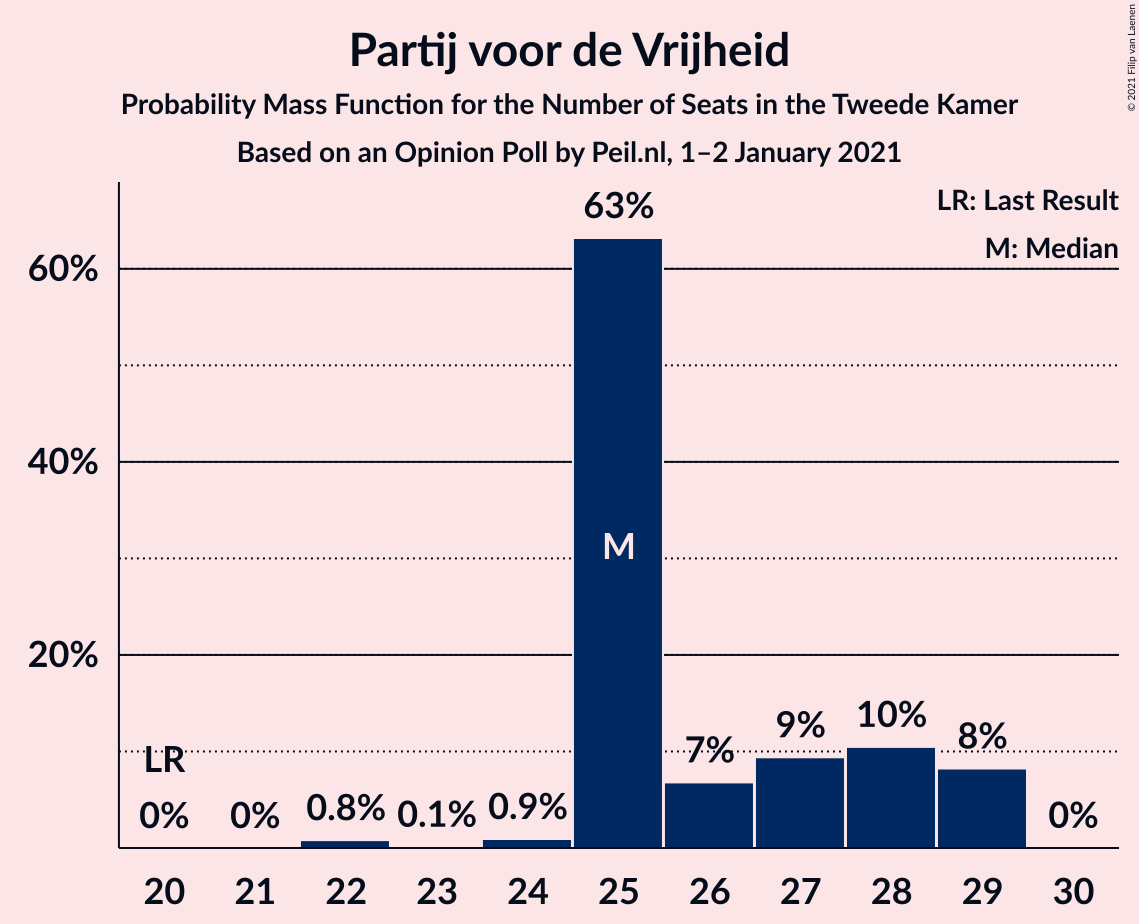 Partij voor de Vrijheid
Probability Mass Function for the Number of Seats in the Tweede Kamer
Based on an Opinion Poll by Peil.nl, 1–2 January 2021
© 2021 Filip van Laenen
LR: Last Result
M: Median
63%
60%
40%
M
20%
LR
0%
0%
0.8%
0.1%
0.9%
7%
9%
10%
8%
0%
20 21 22 23 24 25 26 27 28 29 30